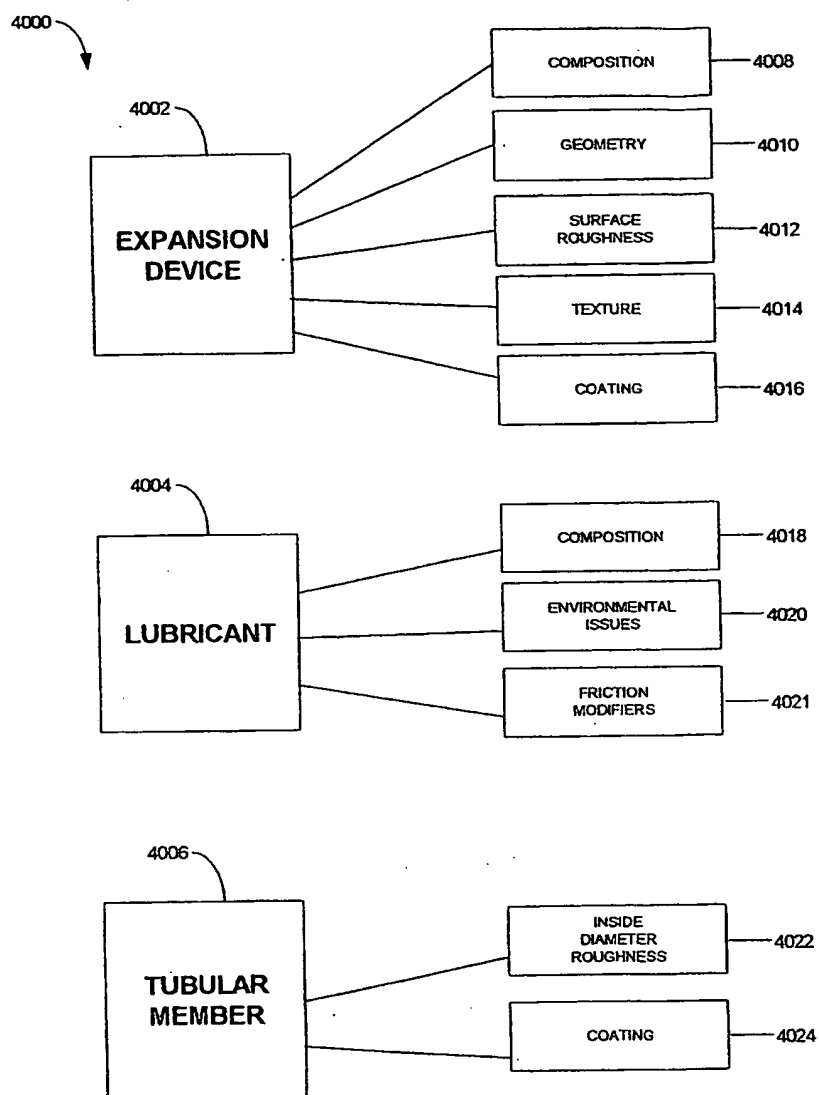 4000
4002
EXPANSION
DEVICE
COMPOSITION
4008
GEOMETRY
4010
SURFACE
ROUGHNESS
4012
TEXTURE
4014
COATING
4016
4004
LUBRICANT
COMPOSITION
4018
ENVIRONMENTAL
ISSUES
4020
FRICTION
MODIFIERS
4021
4006
TUBULAR
MEMBER
INSIDE
DIAMETER
ROUGHNESS
4022
COATING
4024